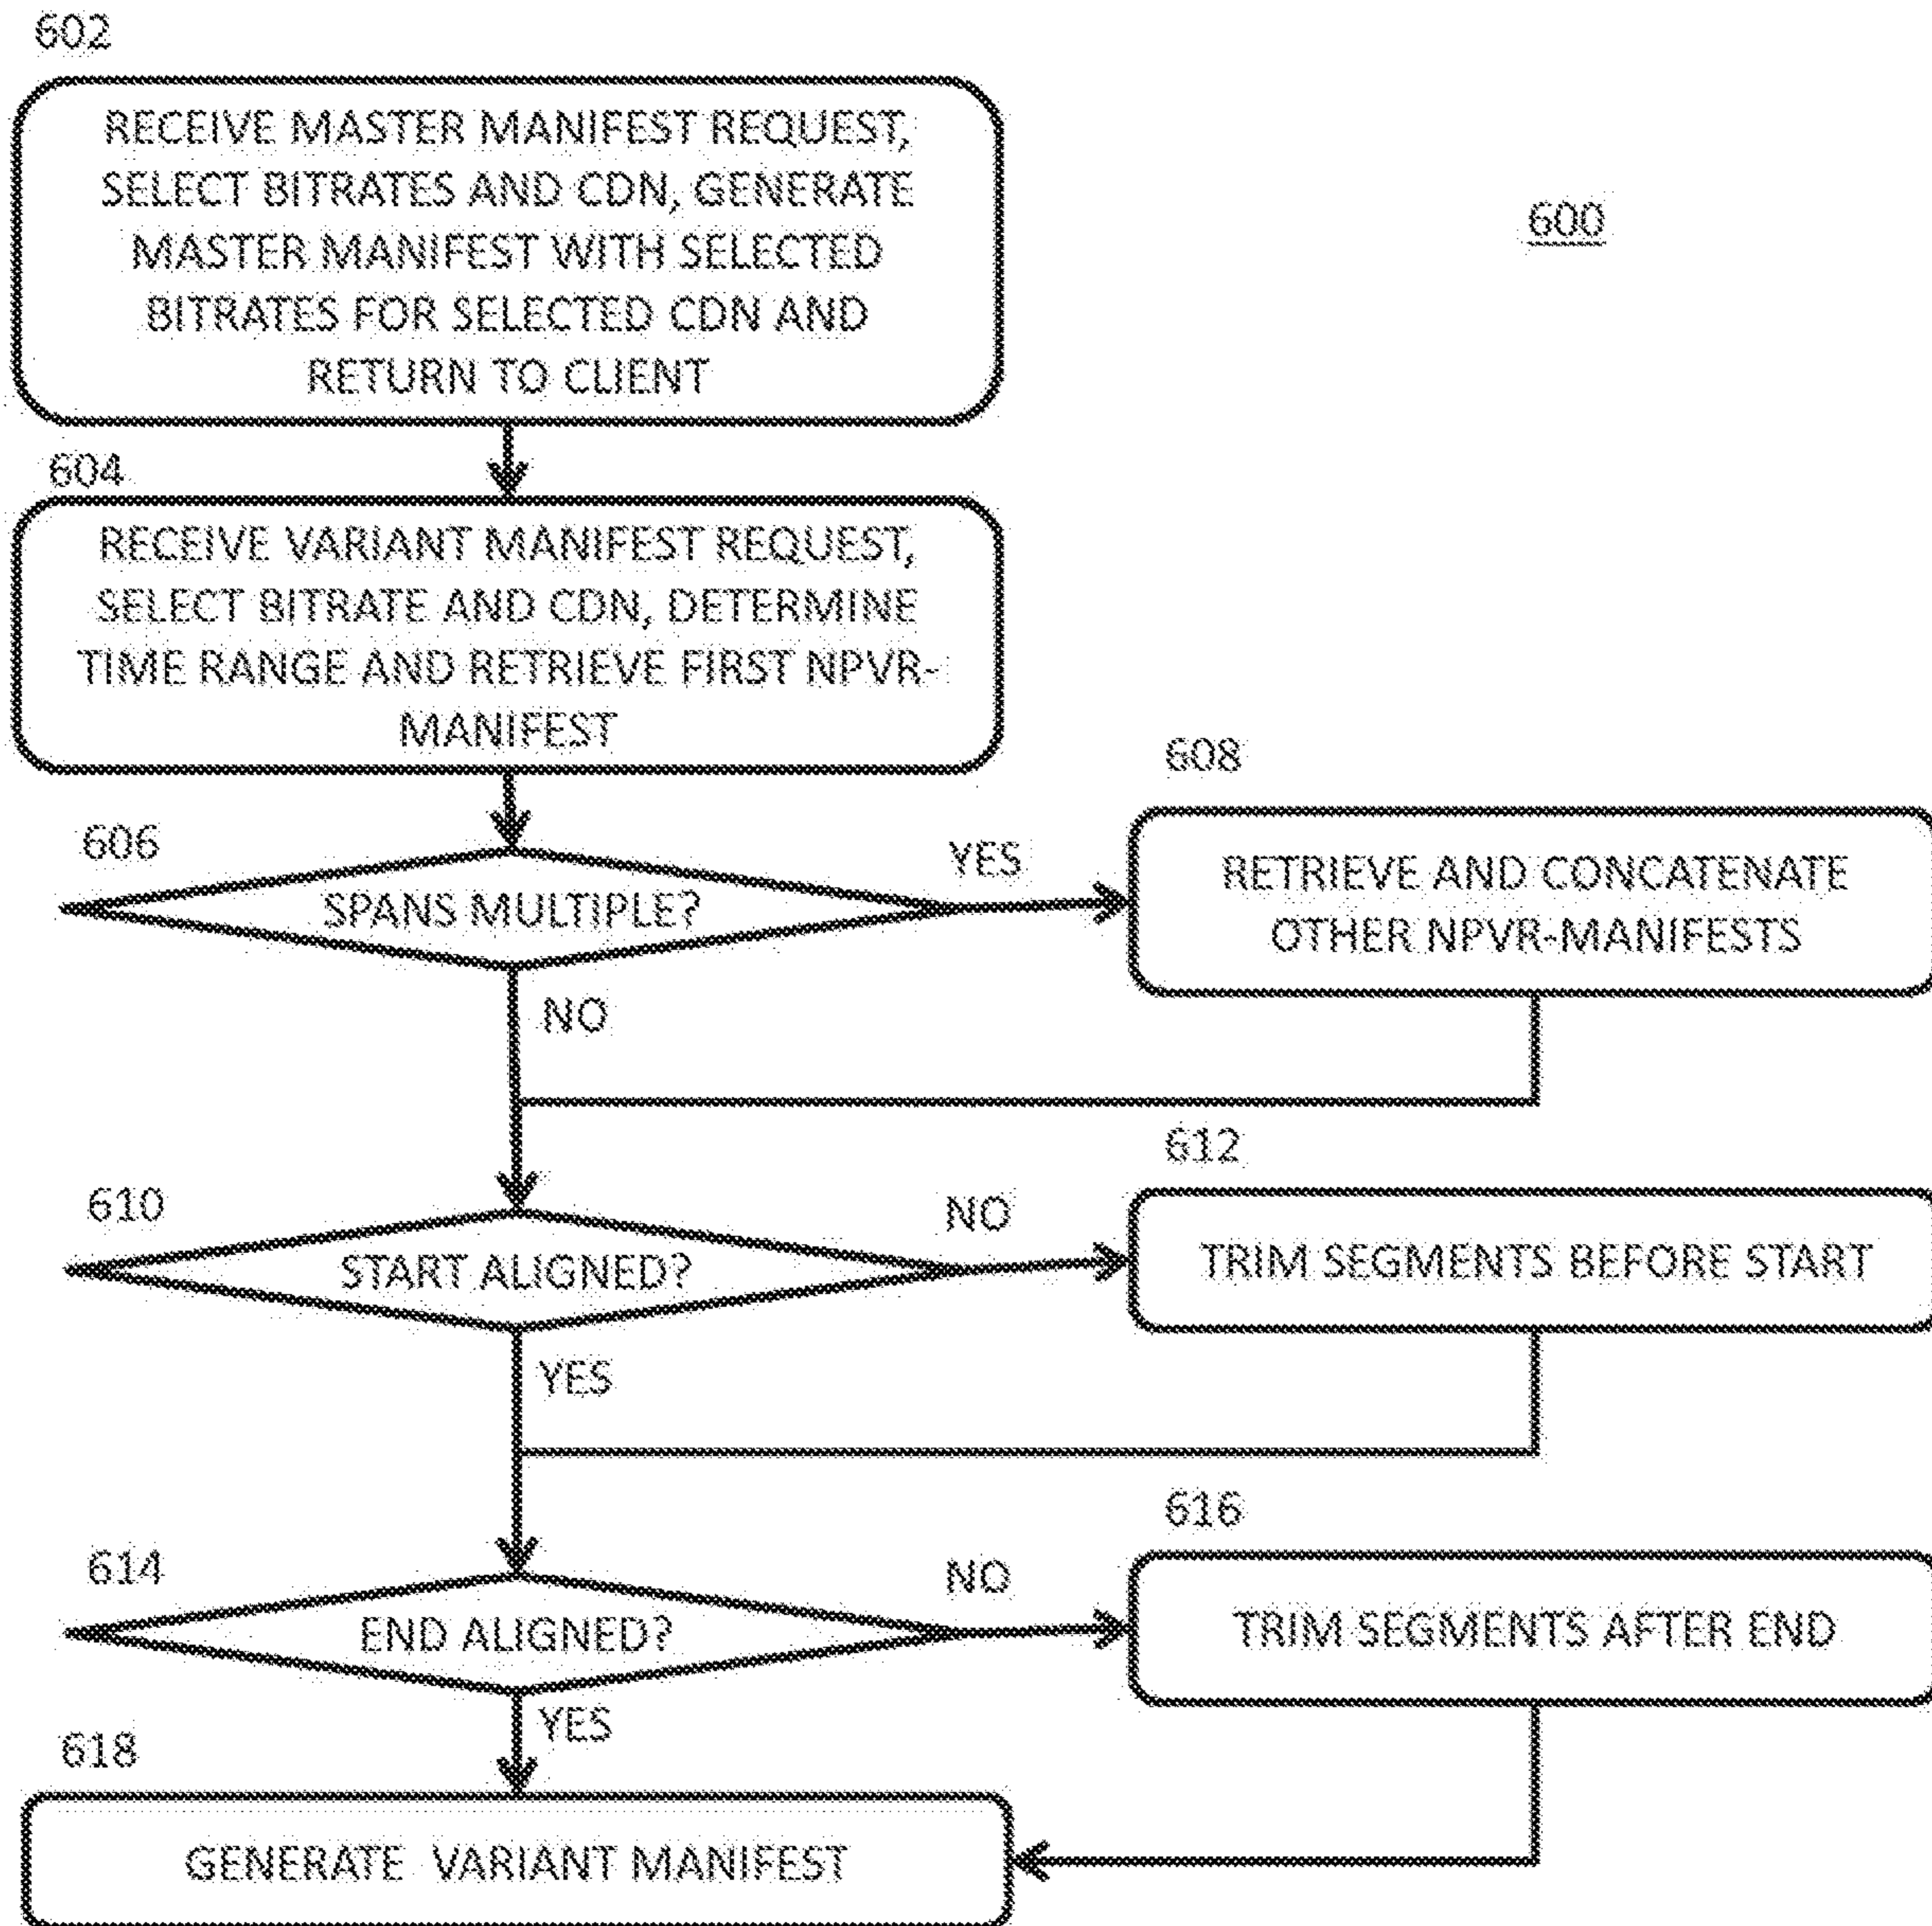 602
RECEIVE MASTER MANIFEST REQUEST,
SELECT BITRATES AND CDN, GENERATE
MASTER MANIFEST WITH SELECTED
BITRATES FOR SELECTED CDN AND
RETURN TO CLIENT
600
604
RECEIVE VARIANT MANIFEST REQUEST,
SELECT BITRATE AND CDN, DETERMINE
TIME RANGE AND RETRIEVE FIRST NPVR-
MANIFEST
606
SPANS MULTIPLE?
YES
NO
608
RETRIEVE AND CONCATENATE
OTHER NPVR-MANIFESTS
610
START ALIGNED?
NO
YES
612
TRIM SEGMENTS BEFORE START
614
END ALIGNED?
NO
YES
616
TRIM SEGMENTS AFTER END
618
GENERATE VARIANT MANIFEST